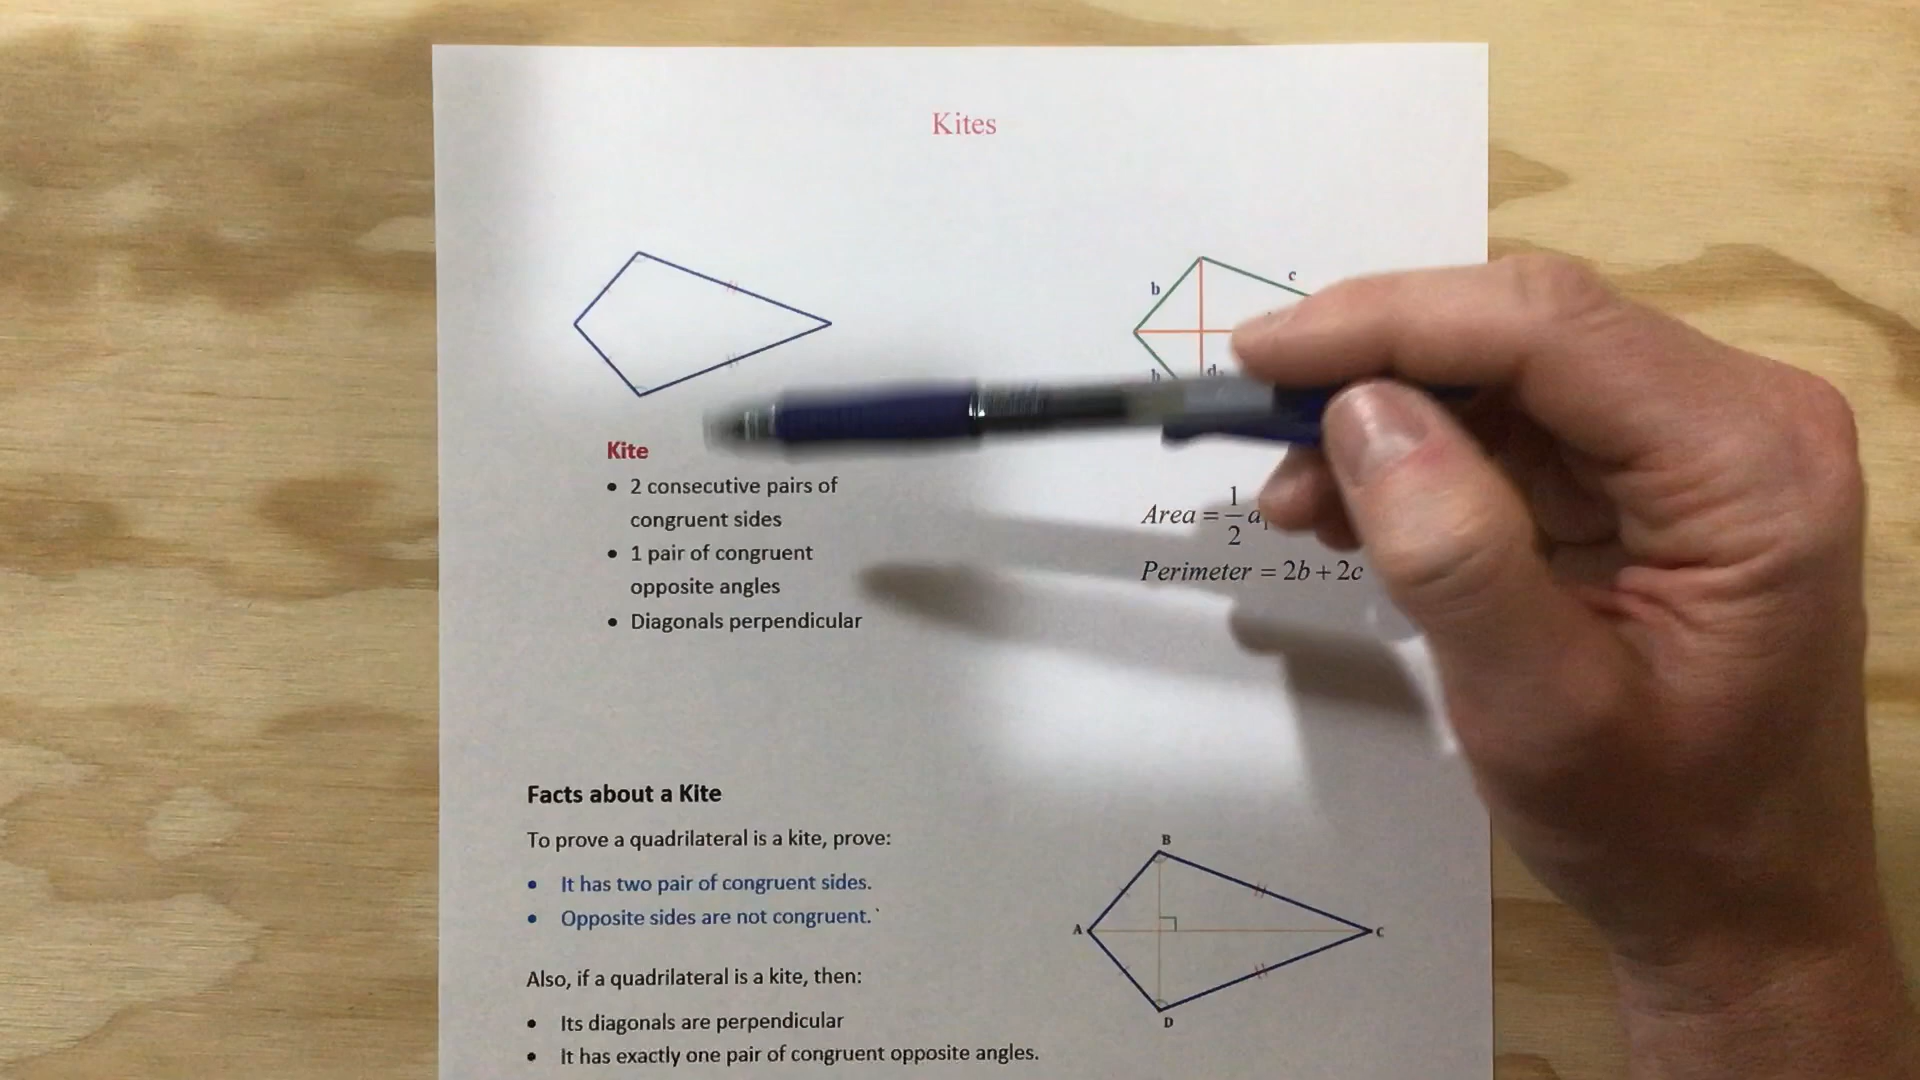 Kites
b
c
b
d
Kite
• 2 consecutive pairs of
congruent sides
• 1 pair of congruent
opposite angles
• Diagonals perpendicular
Area = 1/2 a
Perimeter = 2b + 2c
Facts about a Kite
To prove a quadrilateral is a kite, prove:
• It has two pair of congruent sides.
• Opposite sides are not congruent.`
Also, if a quadrilateral is a kite, then:
• Its diagonals are perpendicular
• It has exactly one pair of congruent opposite angles.
B
A
C
D